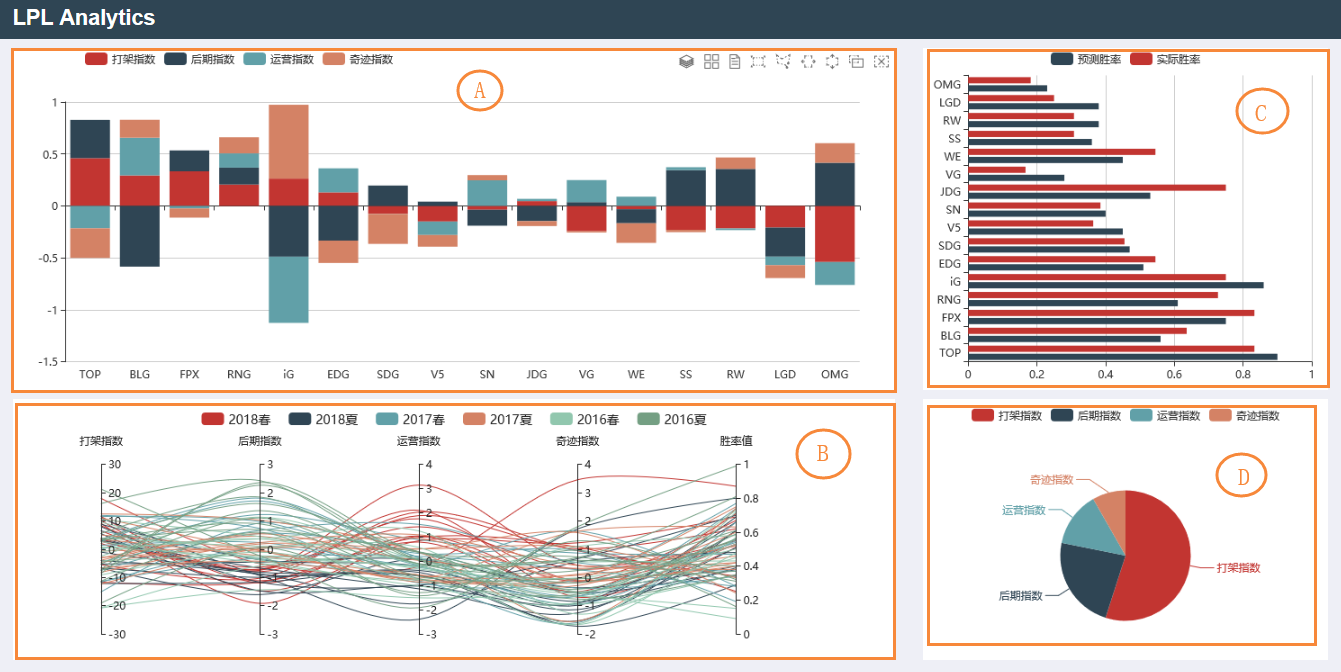 LPL Analytics
打架指数 后期指数 运营指数 奇迹指数
A
1
0.5
0
-0.5
-1
-1.5
TOP BLG FPX RNG iG EDG SDG V5 SN JDG VG WE SS RW LGD OMG
预测胜率 实际胜率
C
OMG
LGD
RW
SS
WE
VG
JDG
SN
V5
SDG
EDG
iG
RNG
FPX
BLG
TOP
0 0.2 0.4 0.6 0.8 1
2018春 2018夏 2017春 2017夏 2016春 2016夏
打架指数 后期指数 运营指数 奇迹指数 胜率值
B
30
20
10
0
-10
-20
-30
3
2
1
0
-1
-2
-3
4
3
2
1
0
-1
-2
-3
4
3
2
1
0
-1
-2
1
0.8
0.6
0.4
0.2
0
打架指数 后期指数 运营指数 奇迹指数
D
奇迹指数
运营指数
打架指数
后期指数